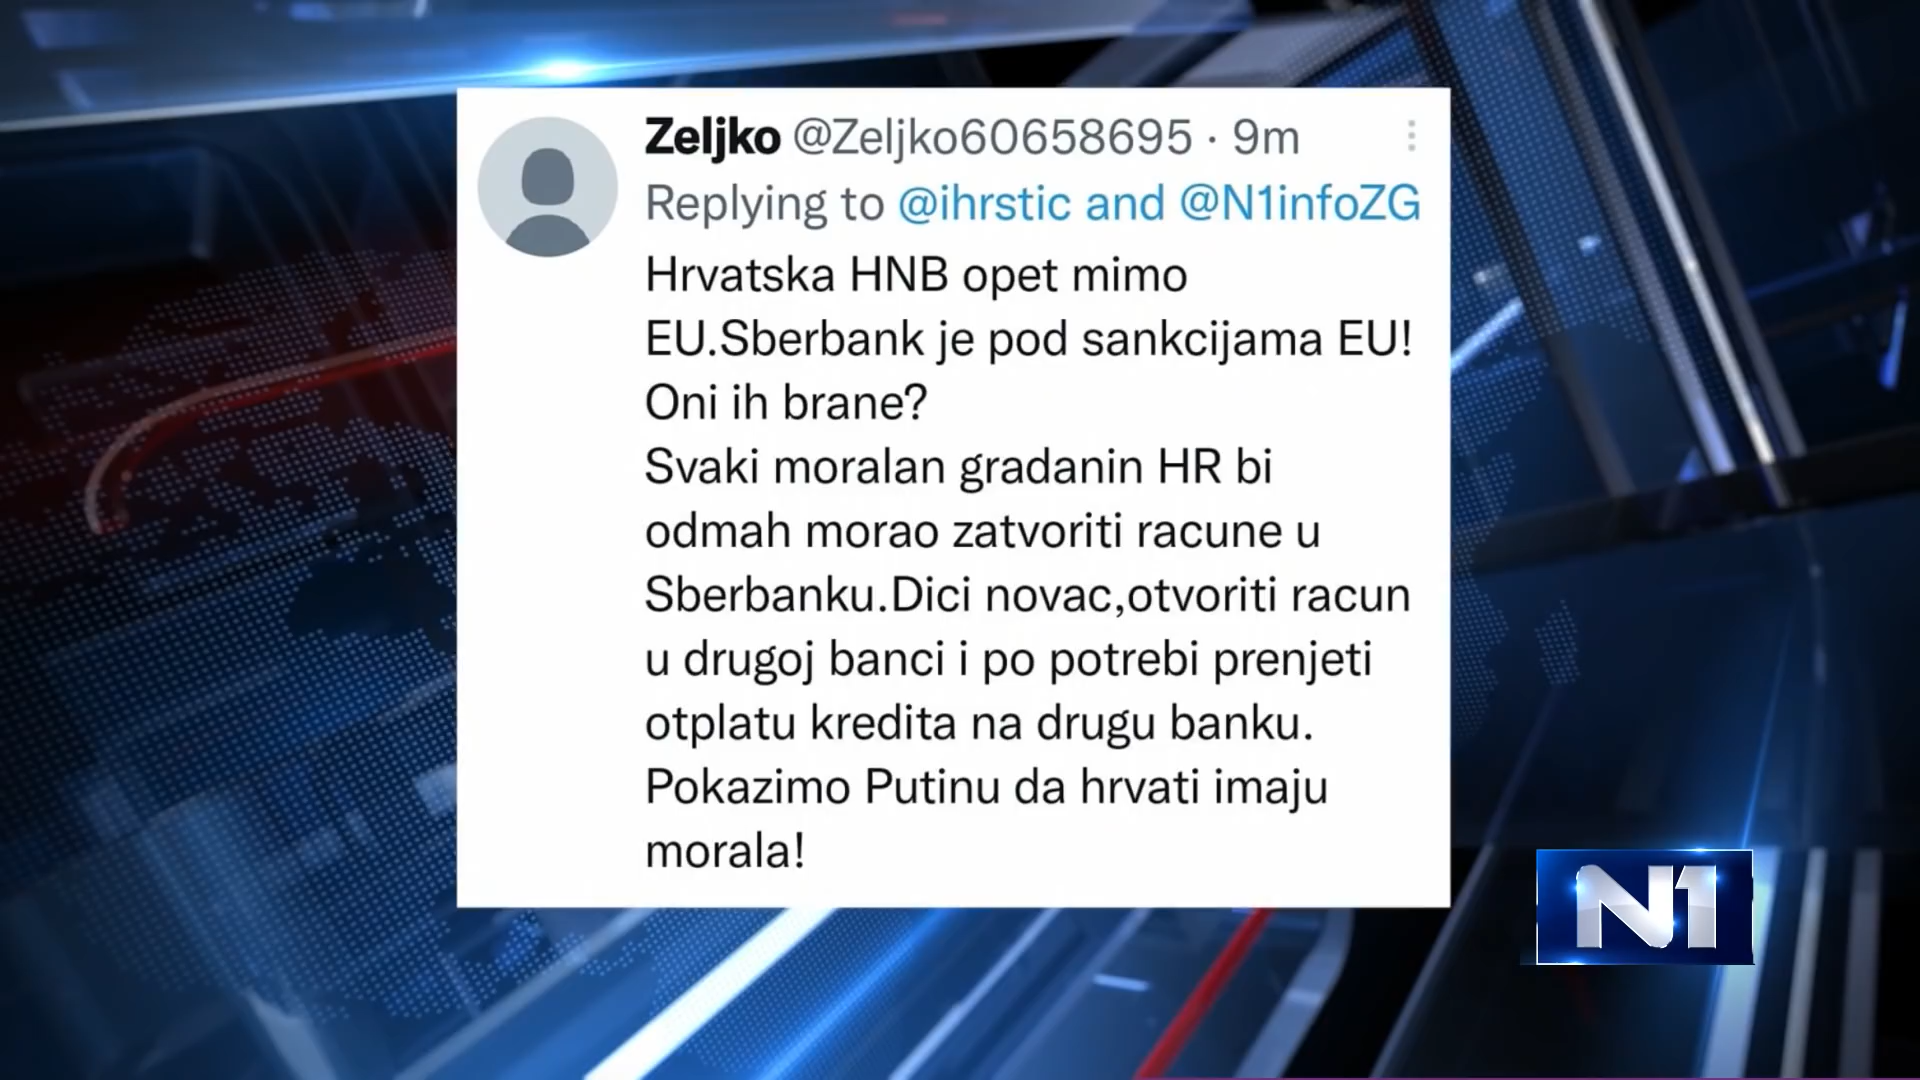 Zeljko @Zeljko60658695 · 9m
Replying to @ihrstic and @N1infoZG
Hrvatska HNB opet mimo
EU.Sberbank je pod sankcijama EU!
Oni ih brane?
Svaki moralan gradanin HR bi
odmah morao zatvoriti racune u
Sberbanku.Dici novac,otvoriti racun
u drugoj banci i po potrebi prenjeti
otplatu kredita na drugu banku.
Pokazimo Putinu da hrvati imaju
morala!
N1